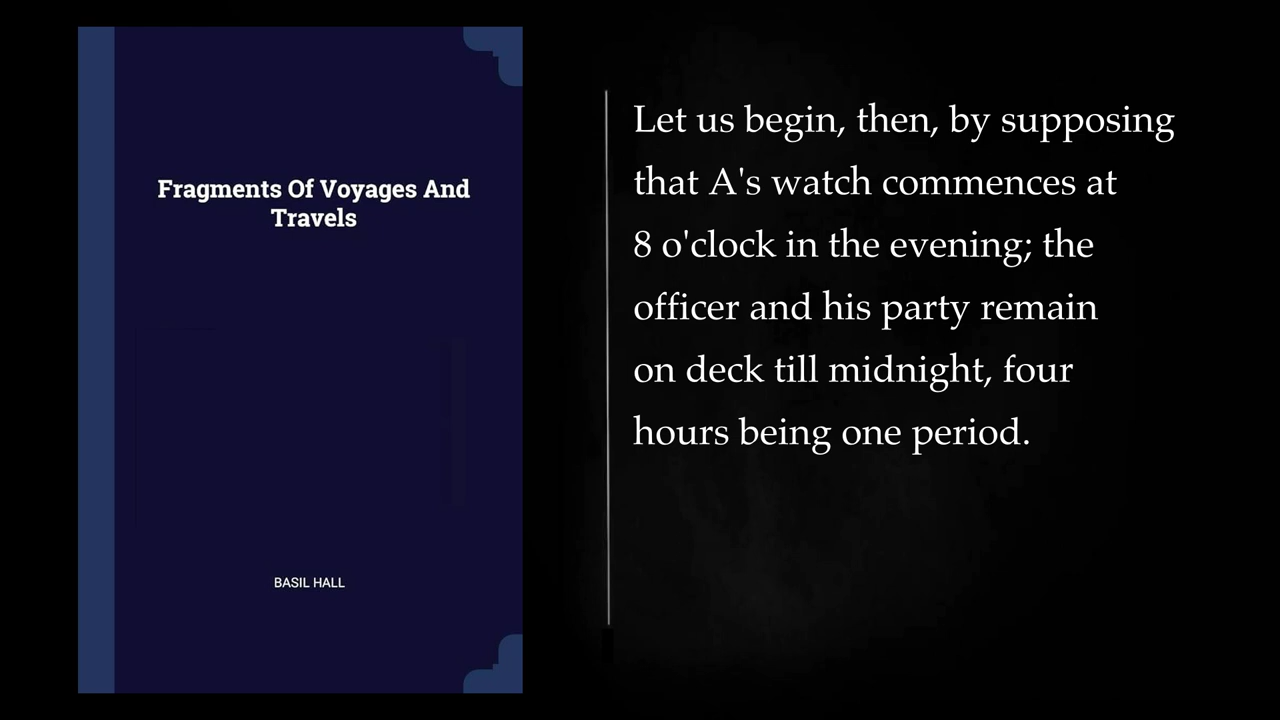 Fragments Of Voyages And
Travels
BASIL HALL
Let us begin, then, by supposing
that A's watch commences at
8 o'clock in the evening; the
officer and his party remain
on deck till midnight, four
hours being one period.